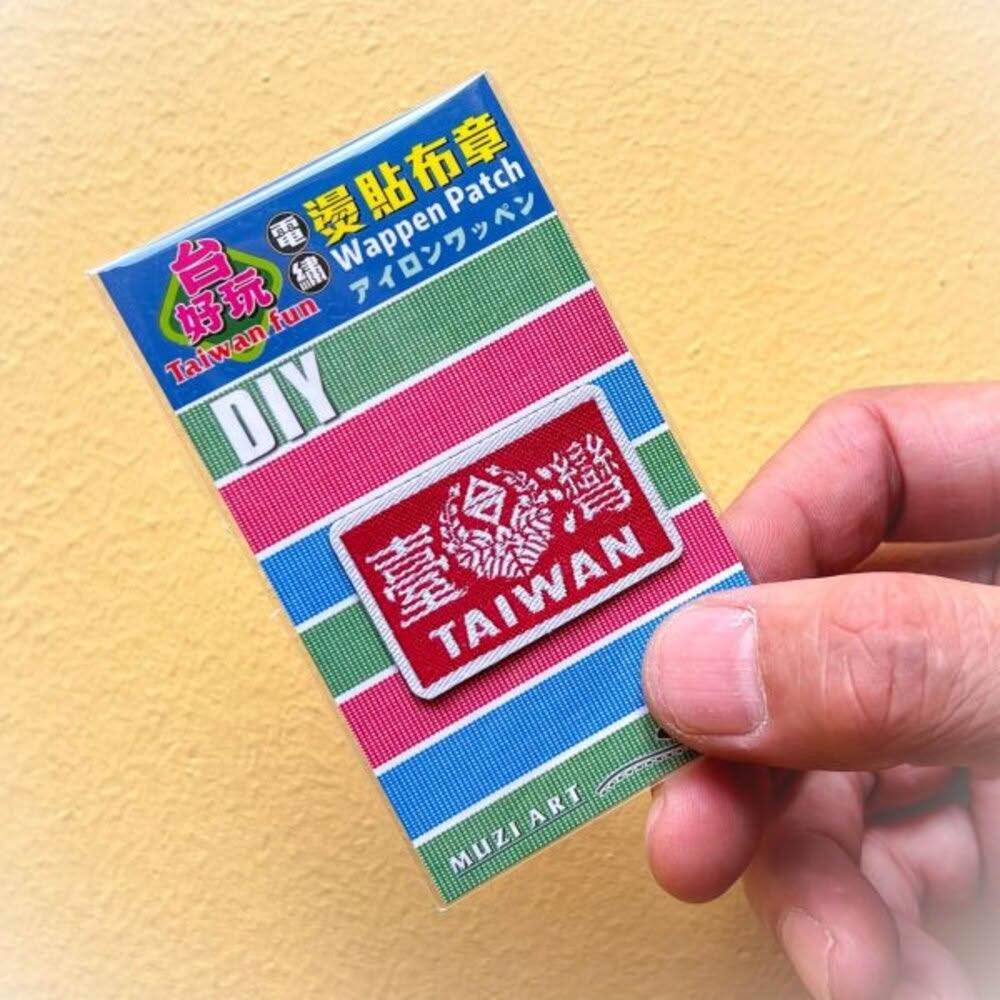 電繡
燙貼布章
Wappen Patch
アイロンワッペン
台
好玩
Taiwan fun
DIY
臺灣
TAIWAN
MUZI ART